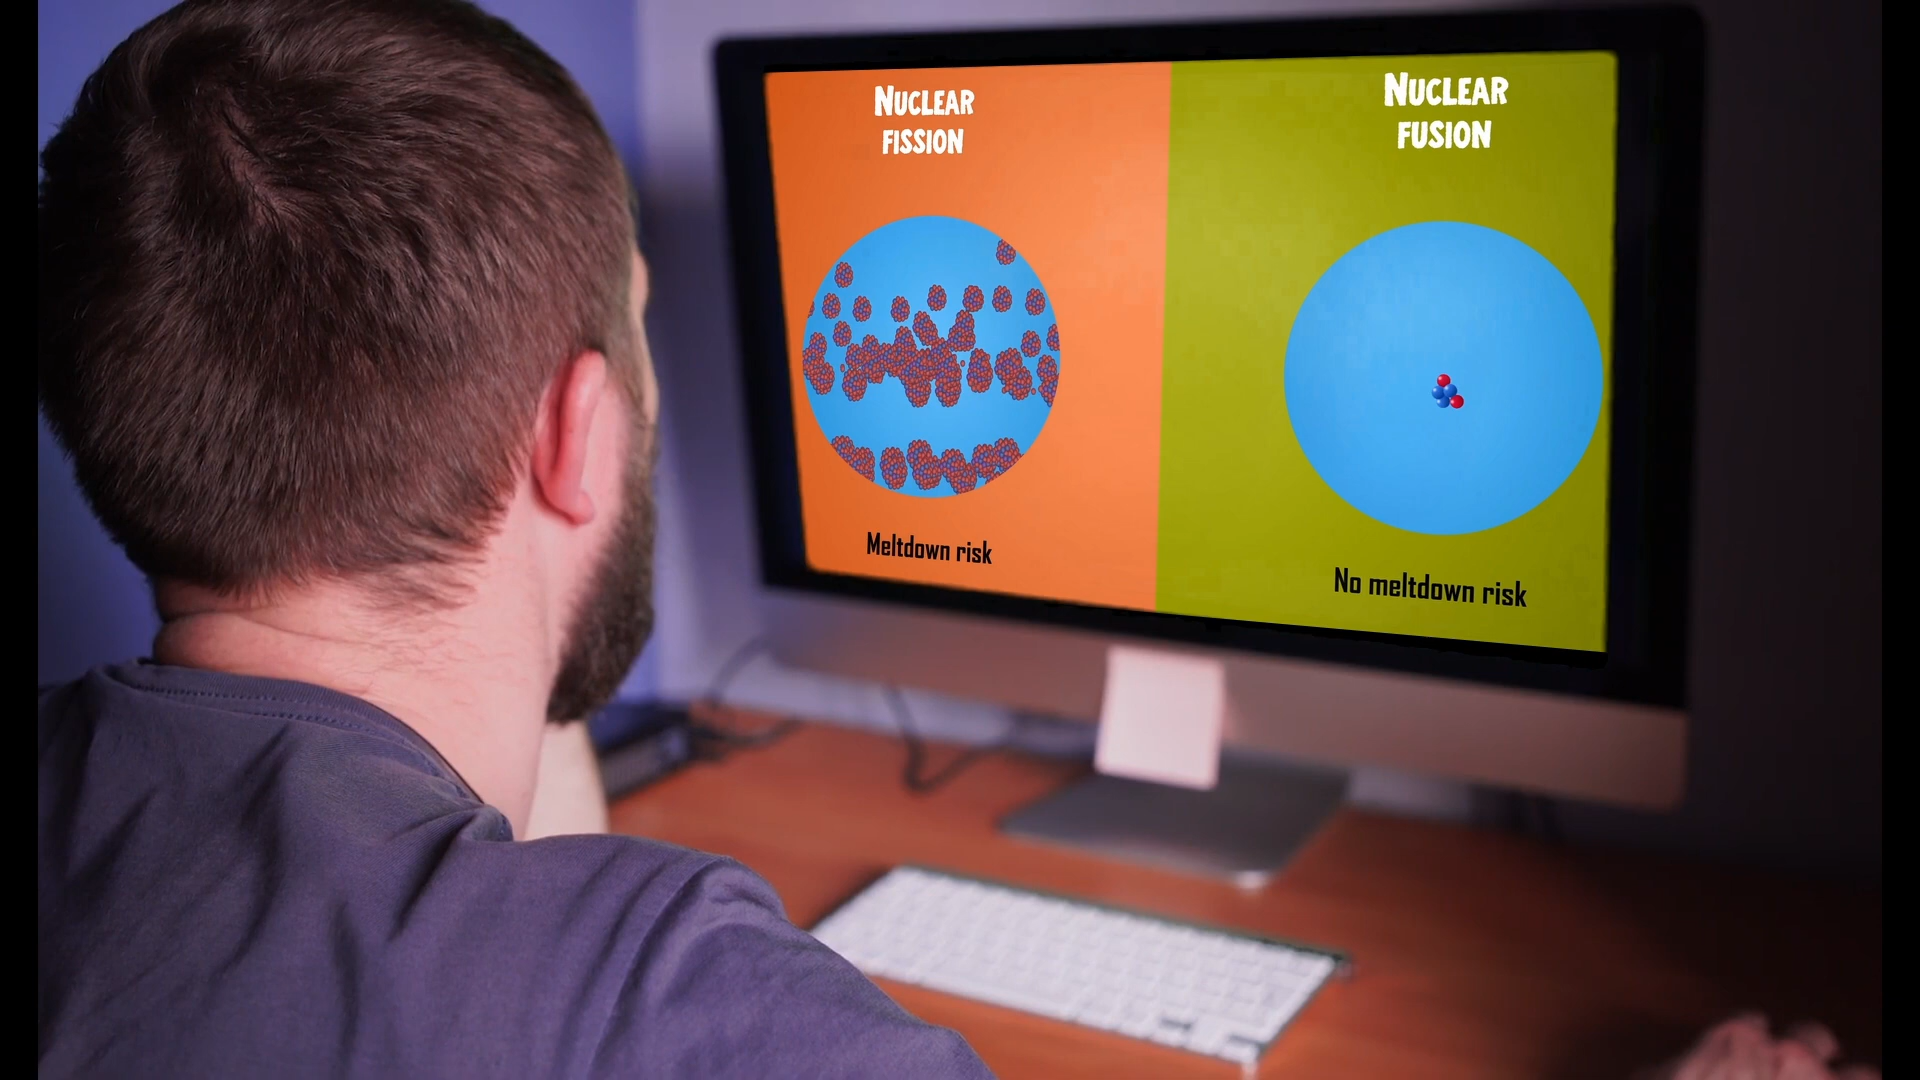 NUCLEAR
FISSION
Meltdown risk
NUCLEAR
FUSION
No meltdown risk